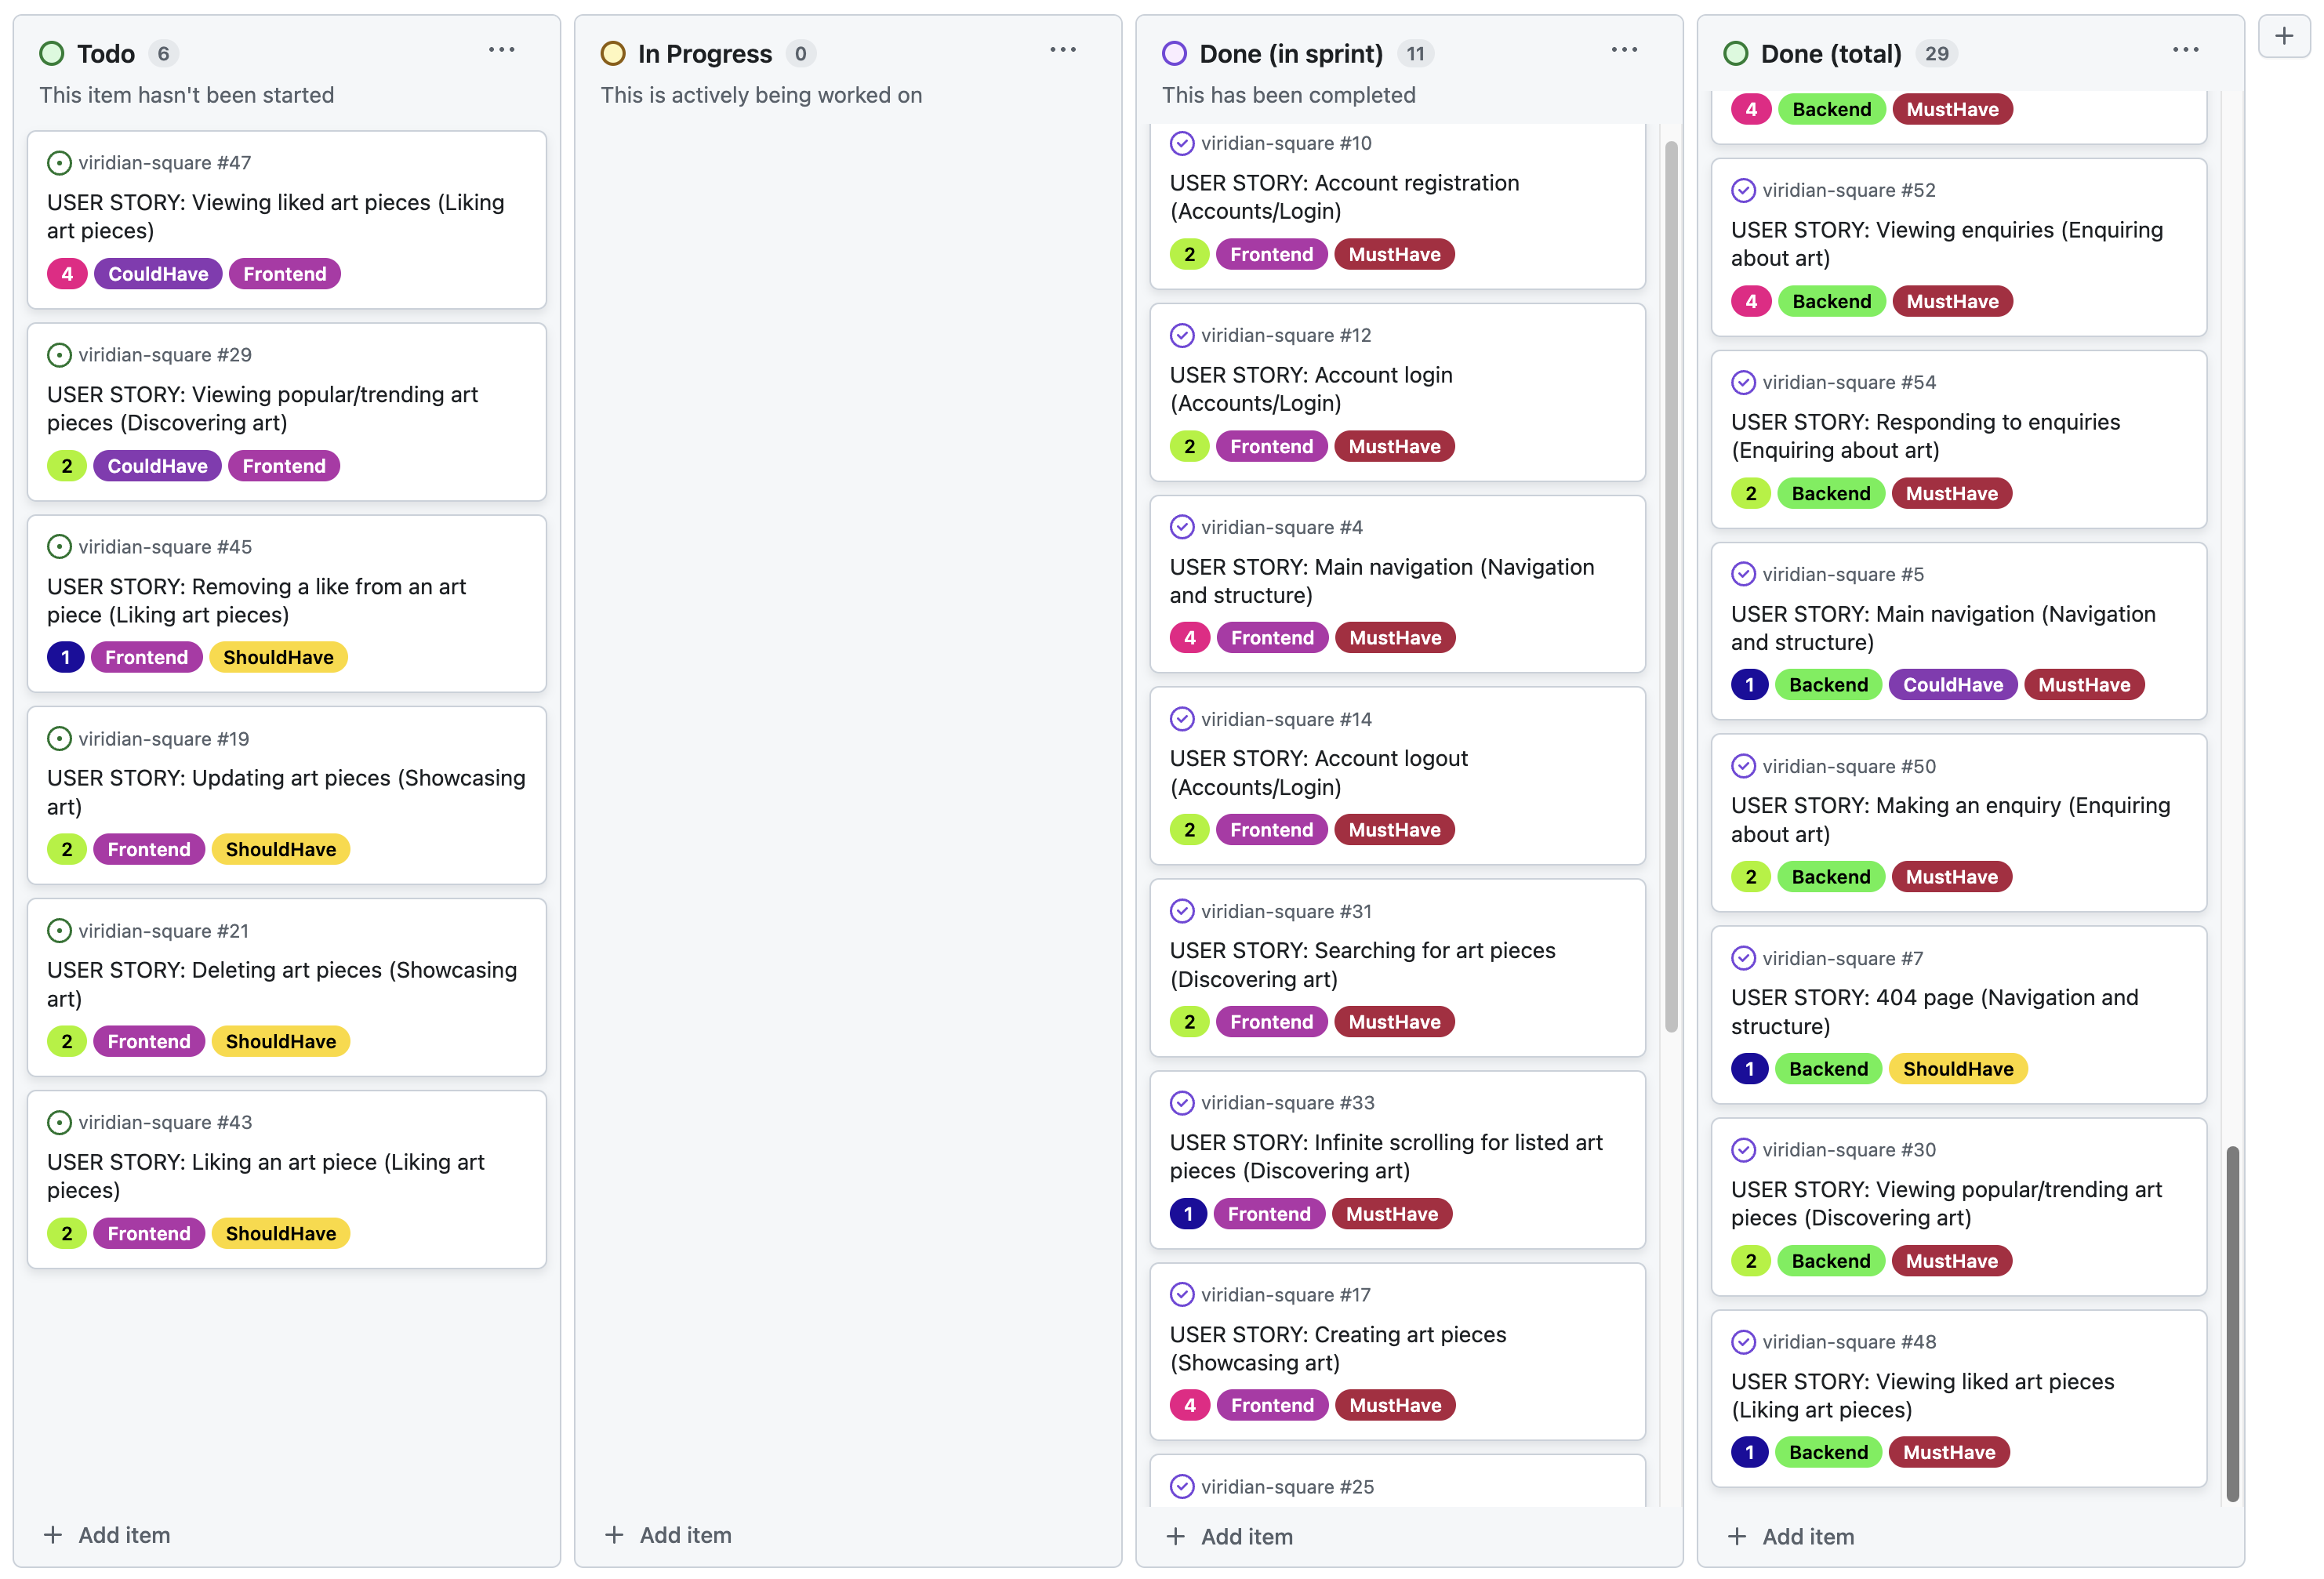 Todo 6
This item hasn't been started
viridian-square #47
USER STORY: Viewing liked art pieces (Liking
art pieces)
4 CouldHave Frontend
viridian-square #29
USER STORY: Viewing popular/trending art
pieces (Discovering art)
2 CouldHave Frontend
viridian-square #45
USER STORY: Removing a like from an art
piece (Liking art pieces)
1 Frontend ShouldHave
viridian-square #19
USER STORY: Updating art pieces (Showcasing
art)
2 Frontend ShouldHave
viridian-square #21
USER STORY: Deleting art pieces (Showcasing
art)
2 Frontend ShouldHave
viridian-square #43
USER STORY: Liking an art piece (Liking art
pieces)
2 Frontend ShouldHave
+ Add item
In Progress 0
This is actively being worked on
+ Add item
Done (in sprint) 11
This has been completed
viridian-square #10
USER STORY: Account registration
(Accounts/Login)
2 Frontend MustHave
viridian-square #12
USER STORY: Account login
(Accounts/Login)
2 Frontend MustHave
viridian-square #4
USER STORY: Main navigation (Navigation
and structure)
4 Frontend MustHave
viridian-square #14
USER STORY: Account logout
(Accounts/Login)
2 Frontend MustHave
viridian-square #31
USER STORY: Searching for art pieces
(Discovering art)
2 Frontend MustHave
viridian-square #33
USER STORY: Infinite scrolling for listed art
pieces (Discovering art)
1 Frontend MustHave
viridian-square #17
USER STORY: Creating art pieces
(Showcasing art)
4 Frontend MustHave
viridian-square #25
+ Add item
Done (total) 29
4 Backend MustHave
viridian-square #52
USER STORY: Viewing enquiries (Enquiring
about art)
4 Backend MustHave
viridian-square #54
USER STORY: Responding to enquiries
(Enquiring about art)
2 Backend MustHave
viridian-square #5
USER STORY: Main navigation (Navigation
and structure)
1 Backend CouldHave MustHave
viridian-square #50
USER STORY: Making an enquiry (Enquiring
about art)
2 Backend MustHave
viridian-square #7
USER STORY: 404 page (Navigation and
structure)
1 Backend ShouldHave
viridian-square #30
USER STORY: Viewing popular/trending art
pieces (Discovering art)
2 Backend MustHave
viridian-square #48
USER STORY: Viewing liked art pieces
(Liking art pieces)
1 Backend MustHave
+ Add item